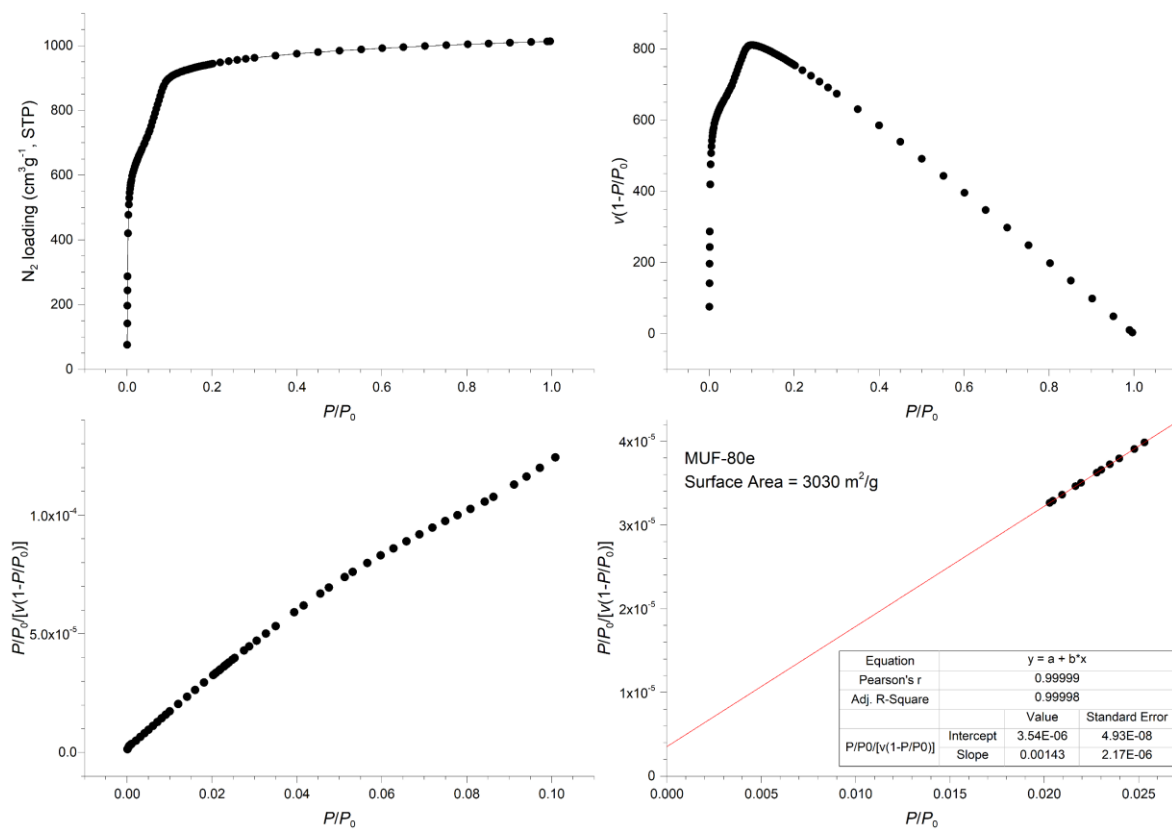 N₂ loading (cm³g⁻¹, STP)
1000
800
600
400
200
0
0.0 0.2 0.4 0.6 0.8 1.0
P/P₀
v(1-P/P₀)
800
600
400
200
0
0.0 0.2 0.4 0.6 0.8 1.0
P/P₀
P/P₀/[v(1-P/P₀)]
1.0x10⁻⁴
5.0x10⁻⁵
0.0
0.00 0.02 0.04 0.06 0.08 0.10
P/P₀
P/P₀/[v(1-P/P₀)]
4x10⁻⁵
3x10⁻⁵
2x10⁻⁵
1x10⁻⁵
0
MUF-80e
Surface Area = 3030 m²/g
Equation y = a + b*x
Pearson's r 0.99999
Adj. R-Square 0.99998
Value Standard Error
P/P0/[v(1-P/P0)] Intercept 3.54E-06 4.93E-08
Slope 0.00143 2.17E-06
0.000 0.005 0.010 0.015 0.020 0.025
P/P₀